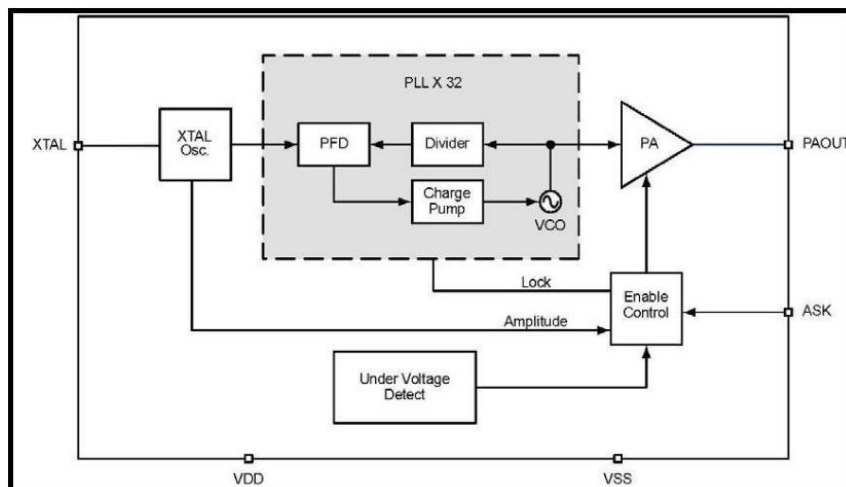 PLL X 32
XTAL
XTAL
Osc.
PFD
Divider
PA
PAOUT
Charge
Pump
VCO
Lock
Enable
Control
ASK
Amplitude
Under Voltage
Detect
VDD
VSS